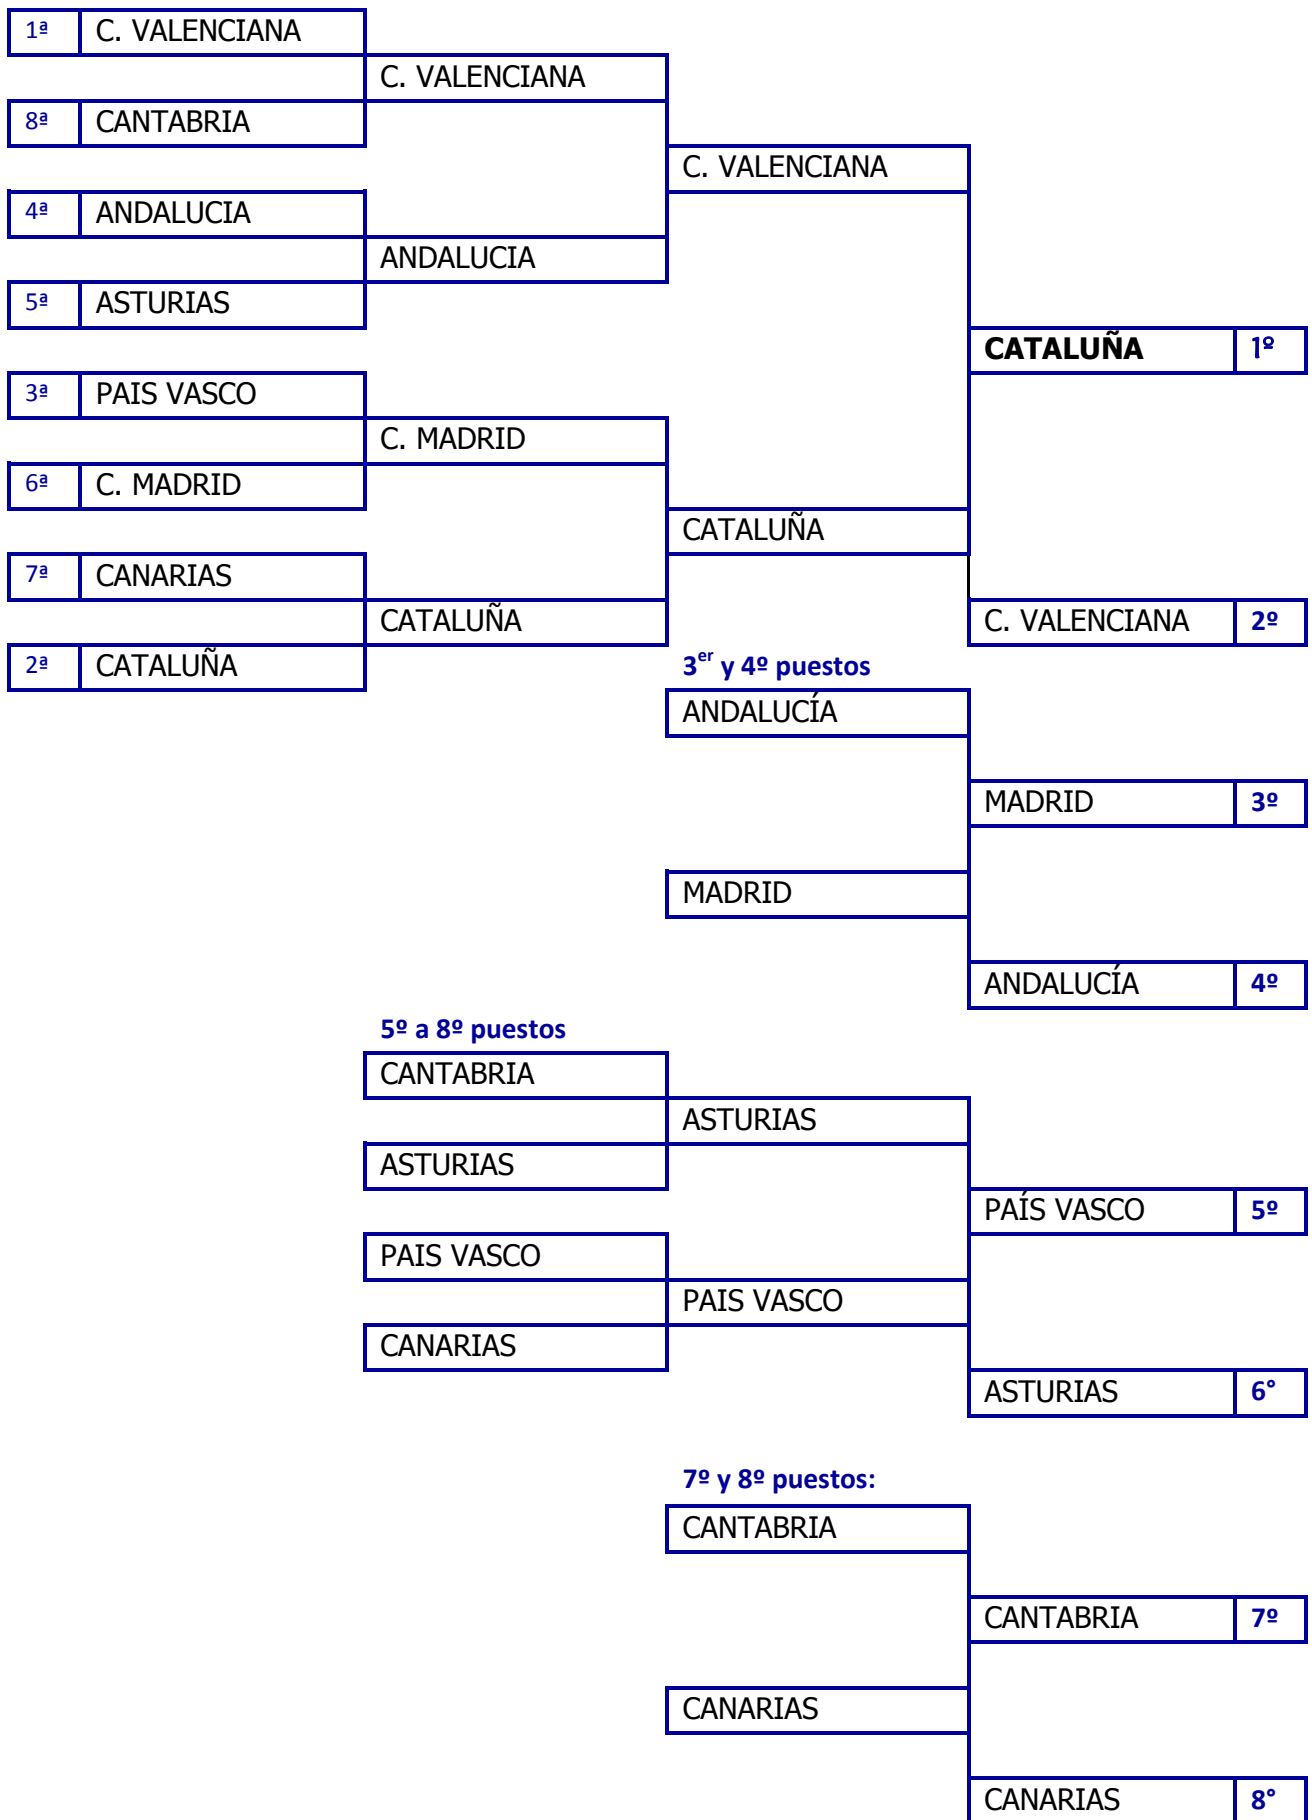 1ª C. VALENCIANA
C. VALENCIANA
8ª CANTABRIA
C. VALENCIANA
4ª ANDALUCIA
ANDALUCIA
5ª ASTURIAS
CATALUÑA 1º
3ª PAIS VASCO
C. MADRID
6ª C. MADRID
CATALUÑA
7ª CANARIAS
CATALUÑA
C. VALENCIANA 2º
2ª CATALUÑA
3er y 4º puestos
ANDALUCÍA
MADRID 3º
MADRID
ANDALUCÍA 4º
5º a 8º puestos
CANTABRIA
ASTURIAS
ASTURIAS
PAÍS VASCO 5º
PAIS VASCO
PAIS VASCO
CANARIAS
ASTURIAS 6°
7º y 8º puestos:
CANTABRIA
CANTABRIA 7º
CANARIAS
CANARIAS 8°